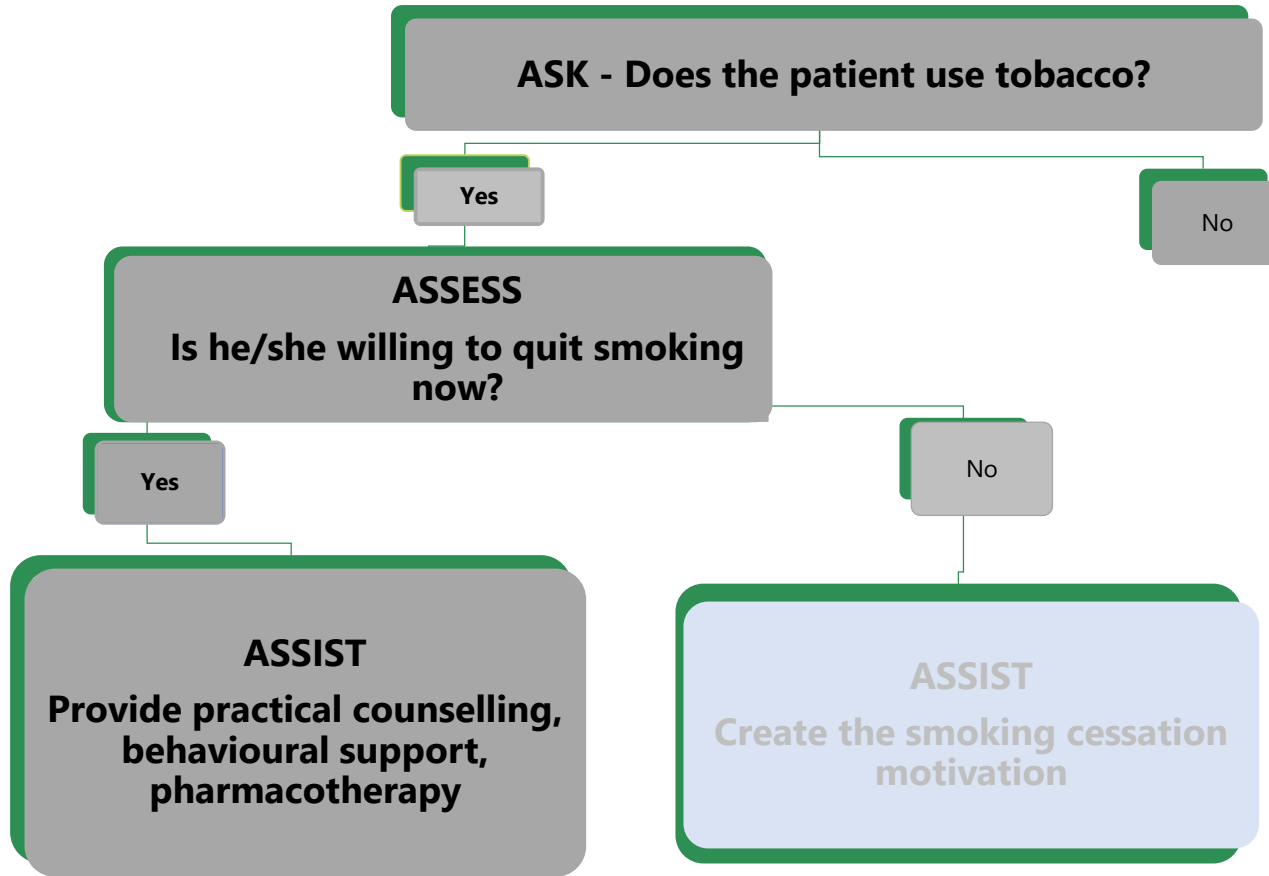 ASK - Does the patient use tobacco?
Yes
No
ASSESS
Is he/she willing to quit smoking
now?
Yes
No
ASSIST
Provide practical counselling,
behavioural support,
pharmacotherapy
ASSIST
Create the smoking cessation
motivation